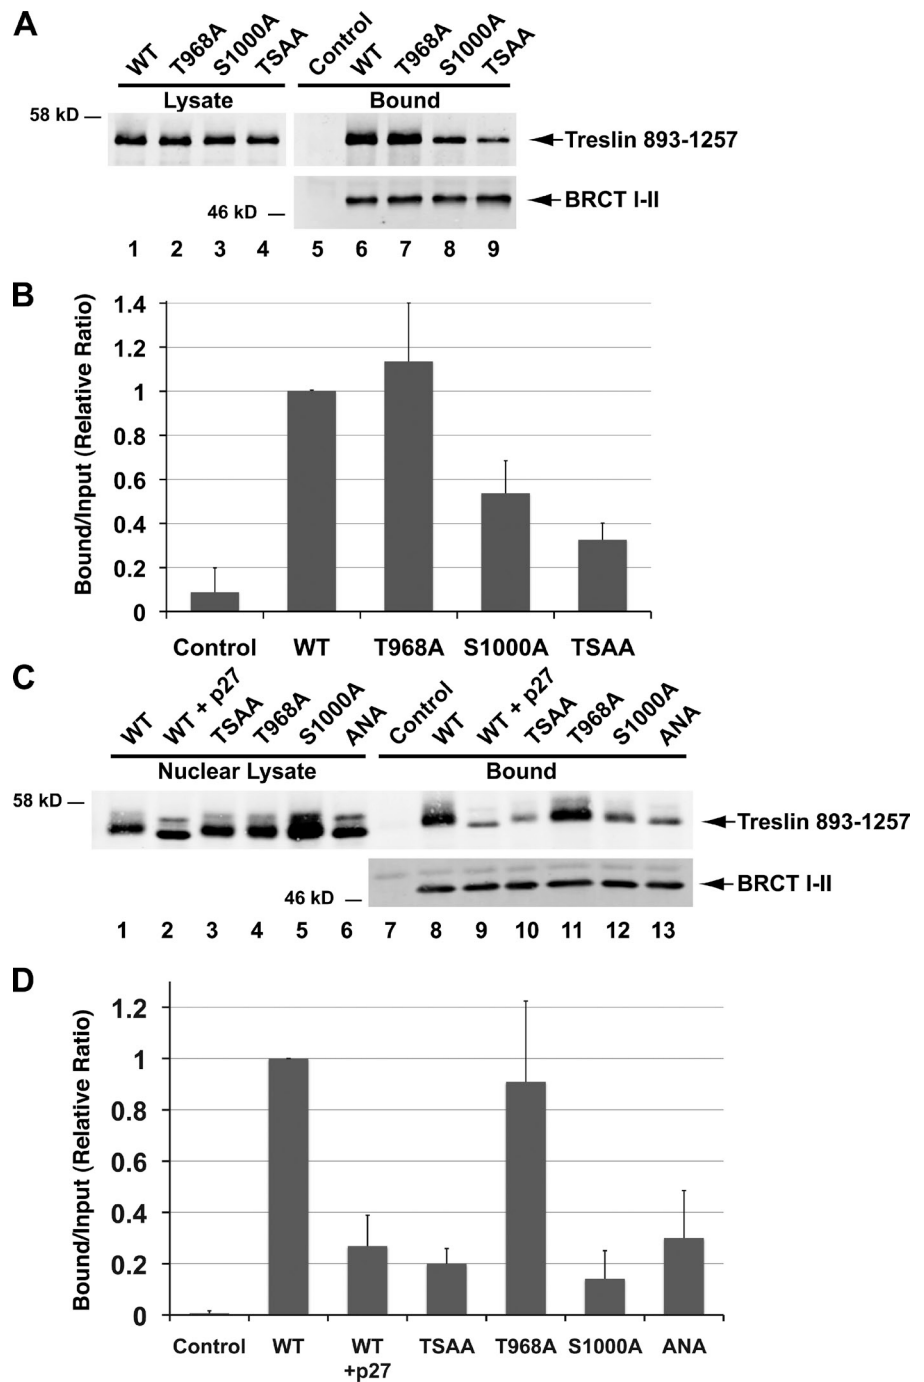 A
WT T968A S1000A TSAA Control WT T968A S1000A TSAA
Lysate Bound
58 kD
Treslin 893-1257
BRCT I-II
46 kD
1 2 3 4 5 6 7 8 9
B
Bound/Input (Relative Ratio)
1.4
1.2
1
0.8
0.6
0.4
0.2
0
Control WT T968A S1000A TSAA
C
WT WT + p27 TSAA T968A S1000A ANA Control WT WT + p27 TSAA T968A S1000A ANA
Nuclear Lysate Bound
58 kD
Treslin 893-1257
BRCT I-II
46 kD
1 2 3 4 5 6 7 8 9 10 11 12 13
D
Bound/Input (Relative Ratio)
1.2
1
0.8
0.6
0.4
0.2
0
Control WT WT TSAA T968A S1000A ANA
+p27